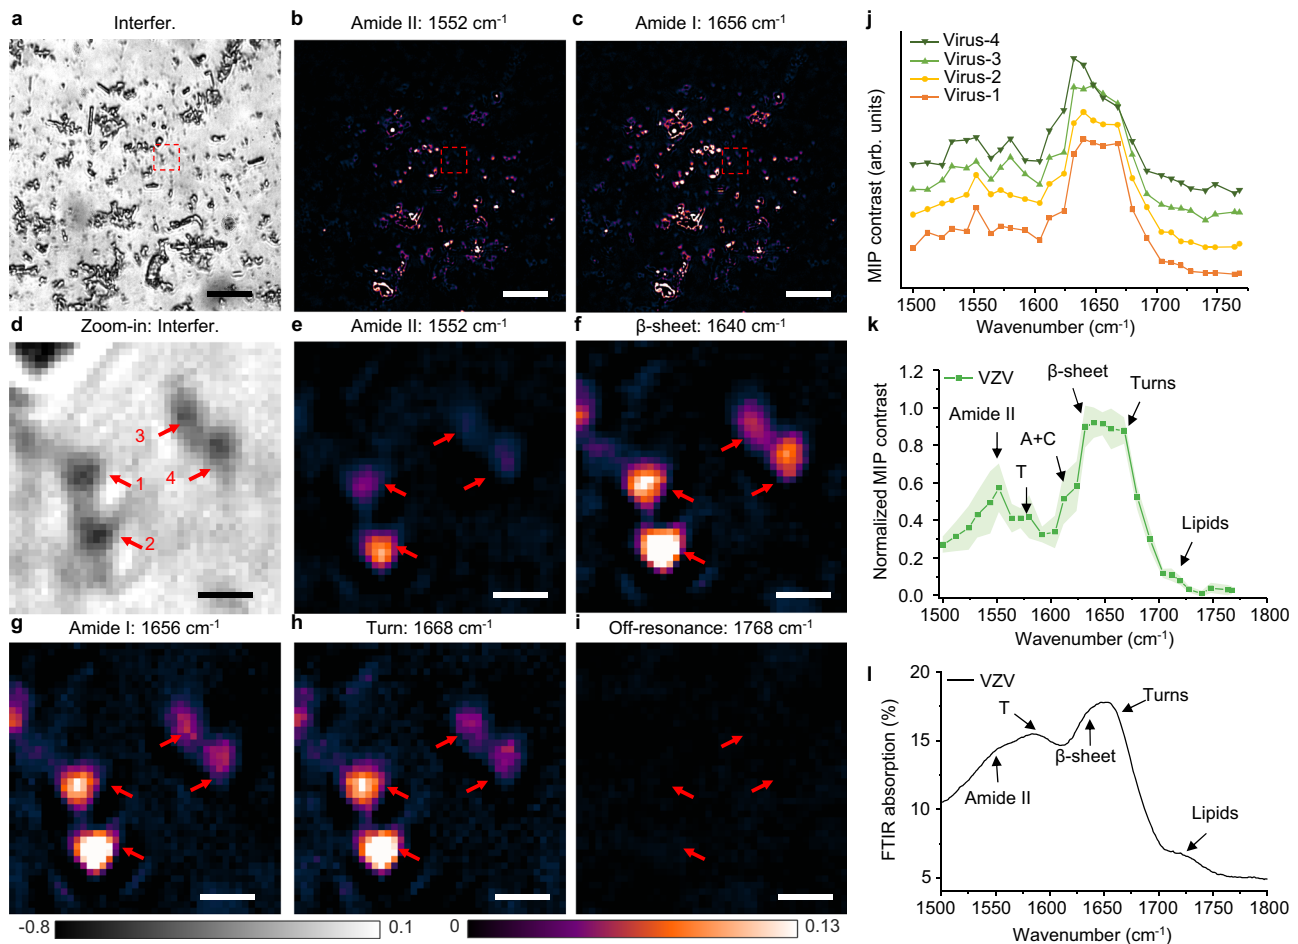 a Interfer.
b Amide II: 1552 cm-1
c Amide I: 1656 cm-1
d Zoom-in: Interfer.
3
1
4
2
e Amide II: 1552 cm-1
f β-sheet: 1640 cm-1
g Amide I: 1656 cm-1
h Turn: 1668 cm-1
i Off-resonance: 1768 cm-1
-0.8 0.1
0 0.13
j
Virus-4
Virus-3
Virus-2
Virus-1
MIP contrast (arb. units)
1500 1550 1600 1650 1700 1750
Wavenumber (cm-1)
k
VZV
β-sheet
Turns
Amide II
A+C
T
Lipids
Normalized MIP contrast
1.2
1.0
0.8
0.6
0.4
0.2
0.0
1500 1550 1600 1650 1700 1750 1800
Wavenumber (cm-1)
l
VZV
T
Turns
β-sheet
Amide II
Lipids
FTIR absorption (%)
20
15
10
5
1500 1550 1600 1650 1700 1750 1800
Wavenumber (cm-1)